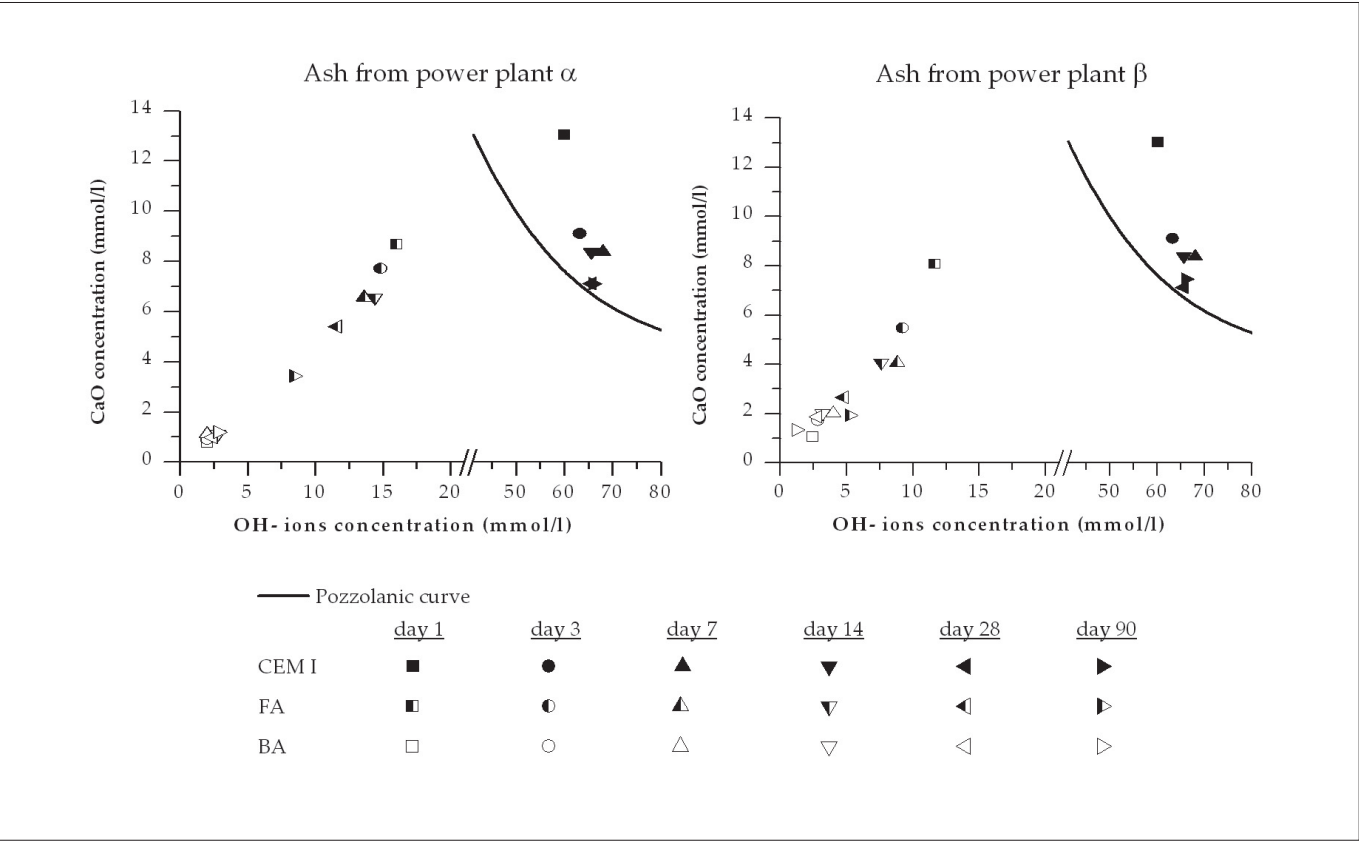 Ash from power plant α
14
12
10
8
6
4
2
0
CaO concentration (mmol/l)
0 5 10 15 20 50 60 70 80
OH- ions concentration (mmol/l)
Ash from power plant β
14
12
10
8
6
4
2
0
CaO concentration (mmol/l)
0 5 10 15 20 50 60 70 80
OH- ions concentration (mmol/l)
Pozzolanic curve
day 1 day 3 day 7 day 14 day 28 day 90
CEM I
FA
BA